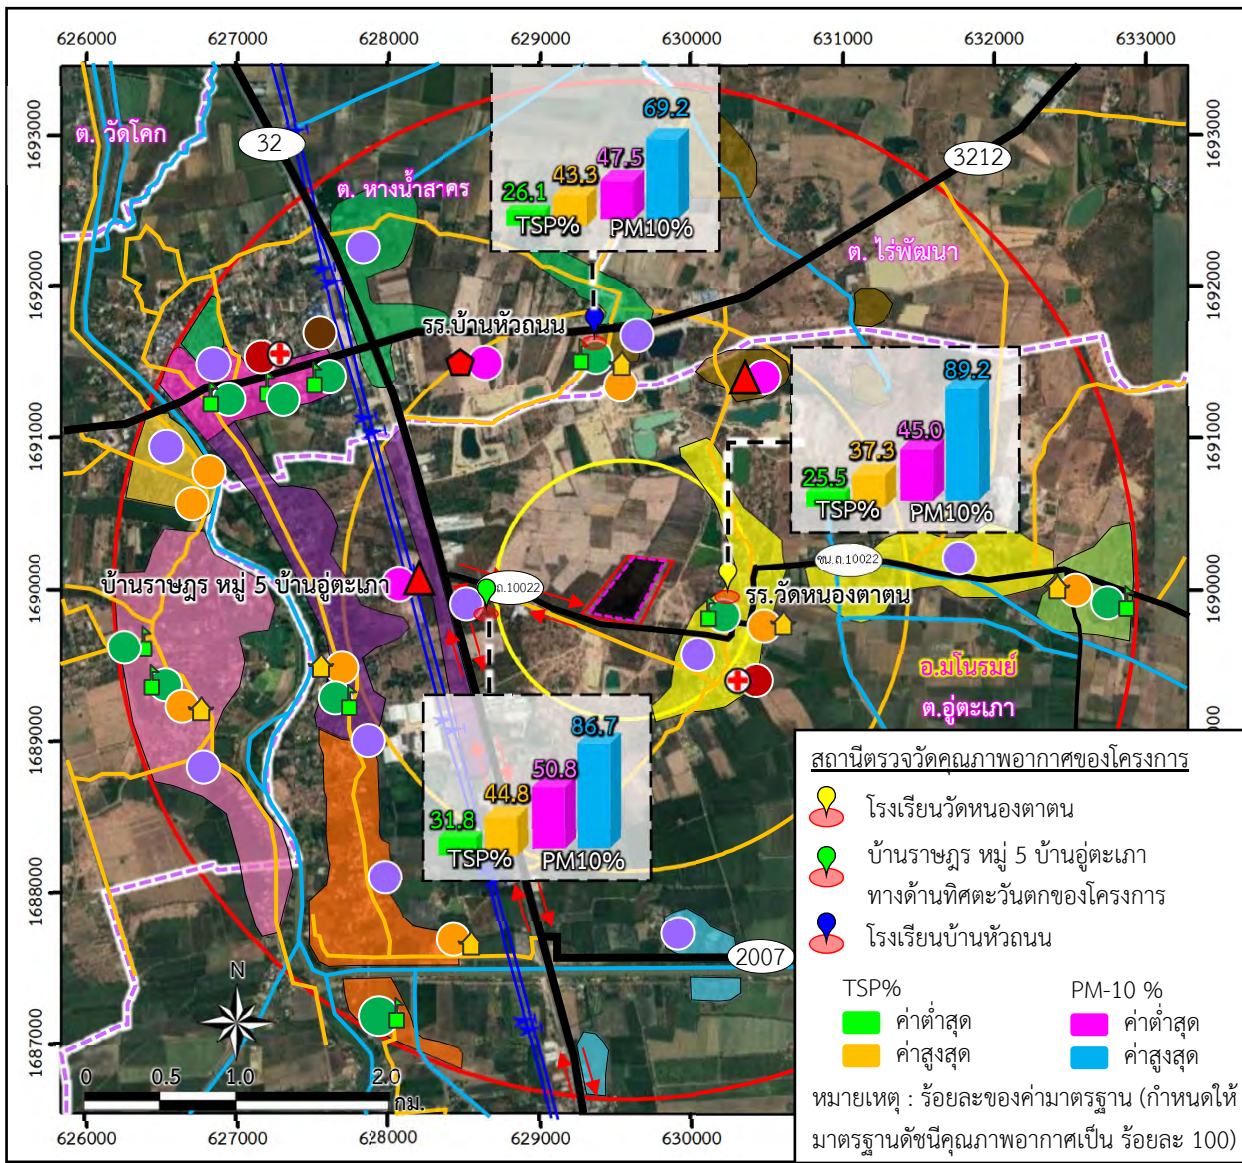 626000 627000 628000 629000 630000 631000 632000 633000
1693000
1692000
1691000
1690000
1689000
1688000
1687000
1693000
1692000
1691000
1690000
ต. วัดโคก
32
ต. หางน้ำสาคร
69.2
47.5
43.3
26.1
TSP% PM10%
3212
ต. ไร่พัฒนา
รร.บ้านหัวถนน
89.2
45.0
37.3
25.5
TSP% PM10%
บ้านราษฎร หมู่ 5 บ้านอู่ตะเภา
ถ.10022
ชน.ถ.10022
รร.วัดหนองตาตน
อ.มโนรมย์
ต.อู่ตะเภา
86.7
50.8
44.8
31.8
TSP% PM10%
2007
N
0 0.5 1.0 2.0
กม.
626000 627000 628000 629000 630000
สถานีตรวจวัดคุณภาพอากาศของโครงการ
โรงเรียนวัดหนองตาตน
บ้านราษฎร หมู่ 5 บ้านอู่ตะเภา
ทางด้านทิศตะวันตกของโครงการ
โรงเรียนบ้านหัวถนน
TSP% PM-10 %
ค่าต่ำสุด ค่าต่ำสุด
ค่าสูงสุด ค่าสูงสุด
หมายเหตุ : ร้อยละของค่ามาตรฐาน (กำหนดให้
มาตรฐานดัชนีคุณภาพอากาศเป็น ร้อยละ 100)